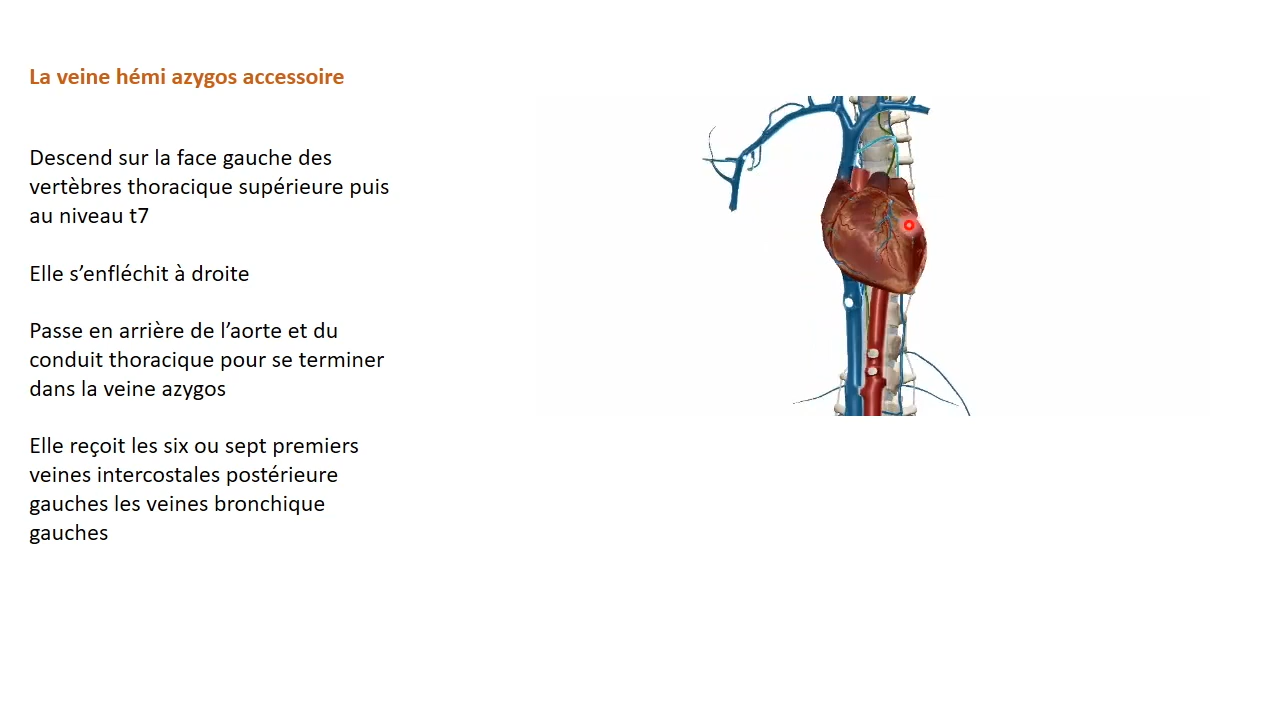 La veine hémi azygos accessoire
Descend sur la face gauche des
vertèbres thoracique supérieure puis
au niveau t7
Elle s’enfléchit à droite
Passe en arrière de l’aorte et du
conduit thoracique pour se terminer
dans la veine azygos
Elle reçoit les six ou sept premiers
veines intercostales postérieure
gauches les veines bronchique
gauches